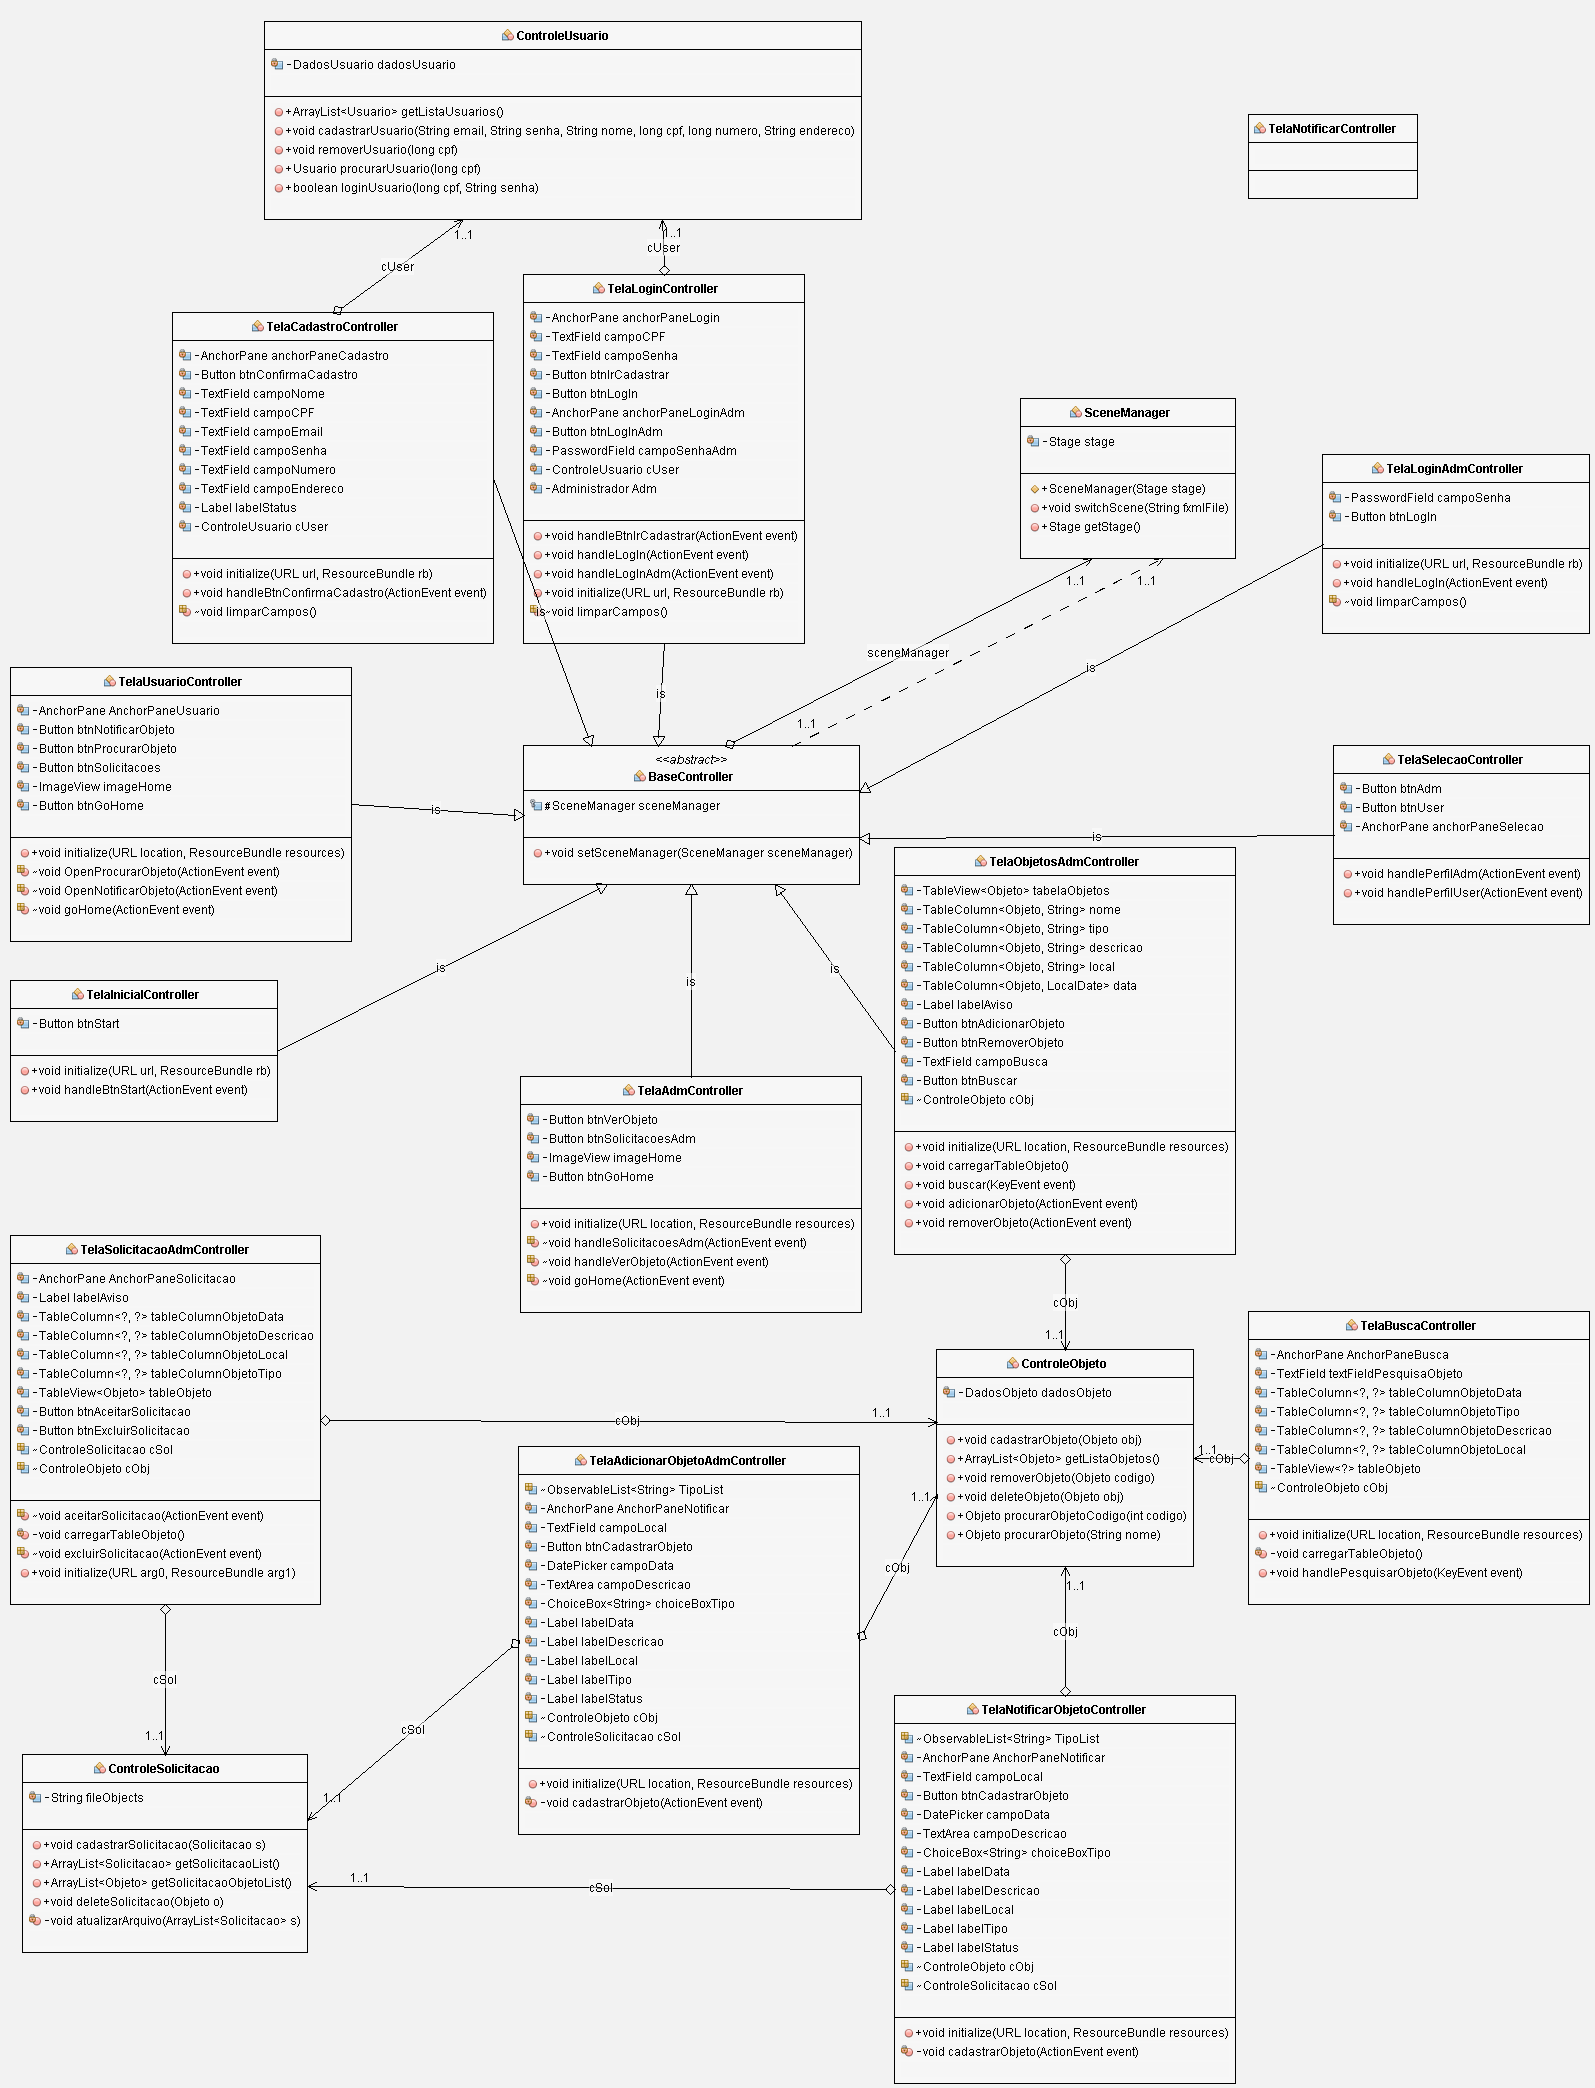 ControleUsuario
-DadosUsuario dadosUsuario
+ArrayList<Usuario> getListaUsuarios()
+void cadastrarUsuario(String email, String senha, String nome, long cpf, long numero, String endereco)
+void removerUsuario(long cpf)
+Usuario procurarUsuario(long cpf)
+boolean loginUsuario(long cpf, String senha)
TelaNotificarController
1..1
cUser
1..1
cUser
TelaCadastroController
-AnchorPane anchorPaneCadastro
-Button btnConfirmaCadastro
-TextField campoNome
-TextField campoCPF
-TextField campoEmail
-TextField campoSenha
-TextField campoNumero
-TextField campoEndereco
-Label labelStatus
-ControleUsuario cUser
+void initialize(URL url, ResourceBundle rb)
+void handleBtnConfirmaCadastro(ActionEvent event)
~void limparCampos()
TelaLoginController
-AnchorPane anchorPaneLogin
-TextField campoCPF
-TextField campoSenha
-Button btnIrCadastrar
-Button btnLogIn
-AnchorPane anchorPaneLoginAdm
-Button btnLogInAdm
-PasswordField campoSenhaAdm
-ControleUsuario cUser
-Administrador Adm
+void handleBtnIrCadastrar(ActionEvent event)
+void handleLogIn(ActionEvent event)
+void handleLogInAdm(ActionEvent event)
+void initialize(URL url, ResourceBundle rb)
~void limparCampos()
is
SceneManager
-Stage stage
+SceneManager(Stage stage)
+void switchScene(String fxmlFile)
+Stage getStage()
TelaLoginAdmController
-PasswordField campoSenha
-Button btnLogIn
+void initialize(URL url, ResourceBundle rb)
+void handleLogIn(ActionEvent event)
~void limparCampos()
1..1
1..1
sceneManager
1..1
is
is
TelaUsuarioController
-AnchorPane AnchorPaneUsuario
-Button btnNotificarObjeto
-Button btnProcurarObjeto
-Button btnSolicitacoes
-ImageView imageHome
-Button btnGoHome
+void initialize(URL location, ResourceBundle resources)
~void OpenProcurarObjeto(ActionEvent event)
~void OpenNotificarObjeto(ActionEvent event)
~void goHome(ActionEvent event)
is
<<abstract>>
BaseController
#SceneManager sceneManager
+void setSceneManager(SceneManager sceneManager)
TelaSelecaoController
-Button btnAdm
-Button btnUser
-AnchorPane anchorPaneSelecao
+void handlePerfilAdm(ActionEvent event)
+void handlePerfilUser(ActionEvent event)
is
TelaObjetosAdmController
-TableView<Objeto> tabelaObjetos
-TableColumn<Objeto, String> nome
-TableColumn<Objeto, String> tipo
-TableColumn<Objeto, String> descricao
-TableColumn<Objeto, String> local
-TableColumn<Objeto, LocalDate> data
-Label labelAviso
-Button btnAdicionarObjeto
-Button btnRemoverObjeto
-TextField campoBusca
-Button btnBuscar
~ControleObjeto cObj
+void initialize(URL location, ResourceBundle resources)
+void carregarTableObjeto()
+void buscar(KeyEvent event)
+void adicionarObjeto(ActionEvent event)
+void removerObjeto(ActionEvent event)
is
is
is
TelaInicialController
-Button btnStart
+void initialize(URL url, ResourceBundle rb)
+void handleBtnStart(ActionEvent event)
TelaAdmController
-Button btnVerObjeto
-Button btnSolicitacoesAdm
-ImageView imageHome
-Button btnGoHome
+void initialize(URL location, ResourceBundle resources)
~void handleSolicitacoesAdm(ActionEvent event)
~void handleVerObjeto(ActionEvent event)
~void goHome(ActionEvent event)
TelaSolicitacaoAdmController
-AnchorPane AnchorPaneSolicitacao
-Label labelAviso
-TableColumn<?, ?> tableColumnObjetoData
-TableColumn<?, ?> tableColumnObjetoDescricao
-TableColumn<?, ?> tableColumnObjetoLocal
-TableColumn<?, ?> tableColumnObjetoTipo
-TableView<Objeto> tableObjeto
-Button btnAceitarSolicitacao
-Button btnExcluirSolicitacao
~ControleSolicitacao cSol
~ControleObjeto cObj
~void aceitarSolicitacao(ActionEvent event)
-void carregarTableObjeto()
~void excluirSolicitacao(ActionEvent event)
+void initialize(URL arg0, ResourceBundle arg1)
cObj
1..1
cObj
1..1
ControleObjeto
-DadosObjeto dadosObjeto
+void cadastrarObjeto(Objeto obj)
+ArrayList<Objeto> getListaObjetos()
+void removerObjeto(Objeto codigo)
+void deleteObjeto(Objeto obj)
+Objeto procurarObjetoCodigo(int codigo)
+Objeto procurarObjeto(String nome)
TelaBuscaController
-AnchorPane AnchorPaneBusca
-TextField textFieldPesquisaObjeto
-TableColumn<?, ?> tableColumnObjetoData
-TableColumn<?, ?> tableColumnObjetoTipo
-TableColumn<?, ?> tableColumnObjetoDescricao
-TableColumn<?, ?> tableColumnObjetoLocal
-TableView<?> tableObjeto
~ControleObjeto cObj
+void initialize(URL location, ResourceBundle resources)
-void carregarTableObjeto()
+void handlePesquisarObjeto(KeyEvent event)
1..1
cObj
TelaAdicionarObjetoAdmController
~ObservableList<String> TipoList
-AnchorPane AnchorPaneNotificar
-TextField campoLocal
-Button btnCadastrarObjeto
-DatePicker campoData
-TextArea campoDescricao
-ChoiceBox<String> choiceBoxTipo
-Label labelData
-Label labelDescricao
-Label labelLocal
-Label labelTipo
-Label labelStatus
~ControleObjeto cObj
~ControleSolicitacao cSol
+void initialize(URL location, ResourceBundle resources)
-void cadastrarObjeto(ActionEvent event)
1..1
cObj
1..1
cObj
cSol
1..1
cSol
1..1
ControleSolicitacao
-String fileObjects
+void cadastrarSolicitacao(Solicitacao s)
+ArrayList<Solicitacao> getSolicitacaoList()
+ArrayList<Objeto> getSolicitacaoObjetoList()
+void deleteSolicitacao(Objeto o)
-void atualizarArquivo(ArrayList<Solicitacao> s)
1..1
cSol
TelaNotificarObjetoController
~ObservableList<String> TipoList
-AnchorPane AnchorPaneNotificar
-TextField campoLocal
-Button btnCadastrarObjeto
-DatePicker campoData
-TextArea campoDescricao
-ChoiceBox<String> choiceBoxTipo
-Label labelData
-Label labelDescricao
-Label labelLocal
-Label labelTipo
-Label labelStatus
~ControleObjeto cObj
~ControleSolicitacao cSol
+void initialize(URL location, ResourceBundle resources)
-void cadastrarObjeto(ActionEvent event)